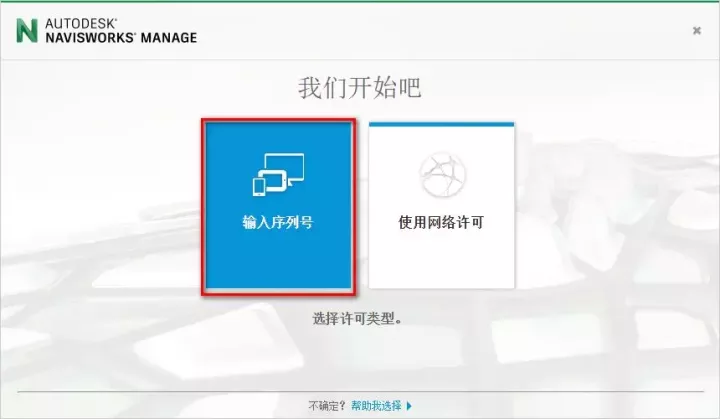 AUTODESK®
NAVISWORKS® MANAGE
我们开始吧
输入序列号
使用网络许可
选择许可类型。
不确定? 帮助我选择